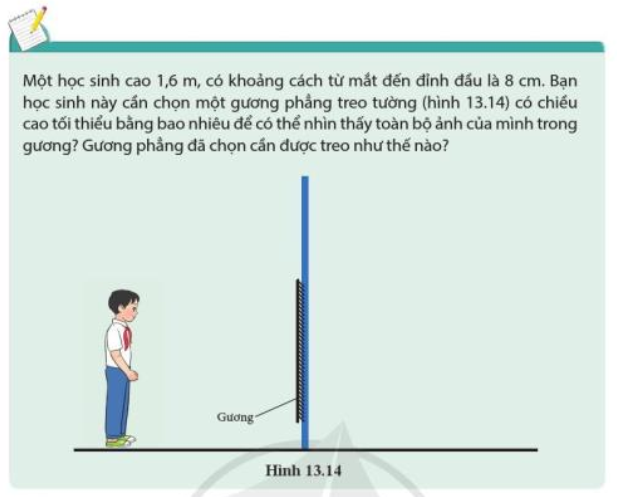 Một học sinh cao 1,6 m, có khoảng cách từ mắt đến đỉnh đầu là 8 cm. Bạn
học sinh này cần chọn một gương phẳng treo tường (hình 13.14) có chiều
cao tối thiểu bằng bao nhiêu để có thể nhìn thấy toàn bộ ảnh của mình trong
gương? Gương phẳng đã chọn cần được treo như thế nào?
Gương
Hình 13.14